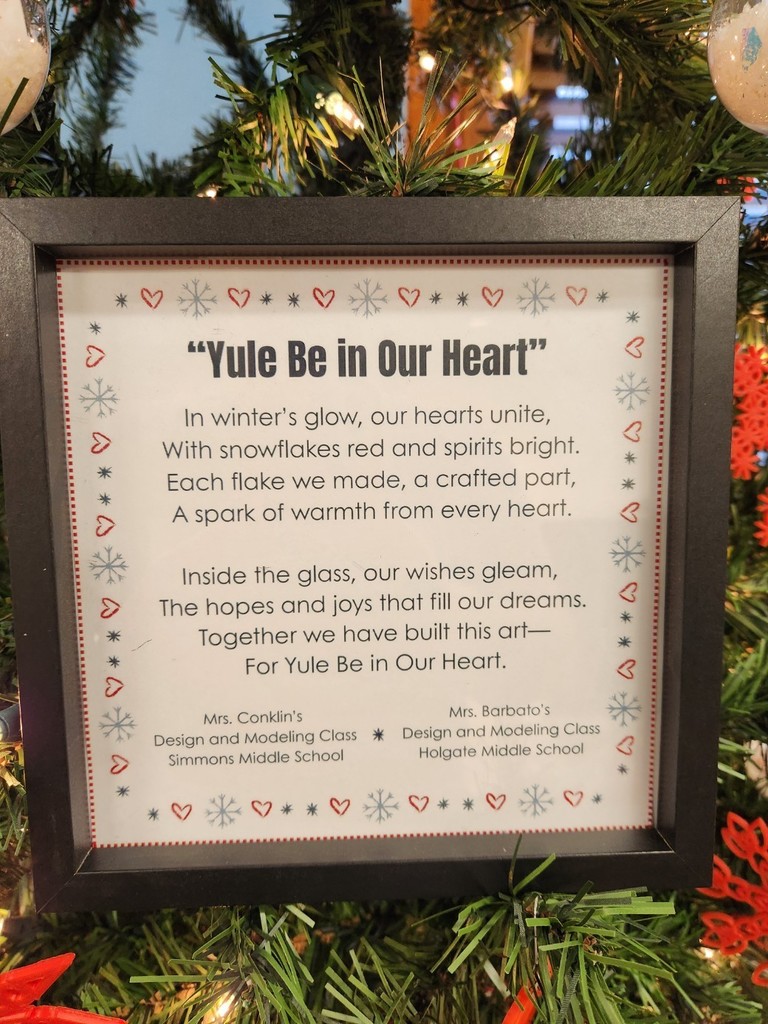 “Yule Be in Our Heart”
In winter’s glow, our hearts unite,
With snowflakes red and spirits bright.
Each flake we made, a crafted part,
A spark of warmth from every heart.
Inside the glass, our wishes gleam,
The hopes and joys that fill our dreams.
Together we have built this art—
For Yule Be in Our Heart.
Mrs. Conklin’s
Design and Modeling Class
Simmons Middle School
Mrs. Barbato’s
Design and Modeling Class
Holgate Middle School